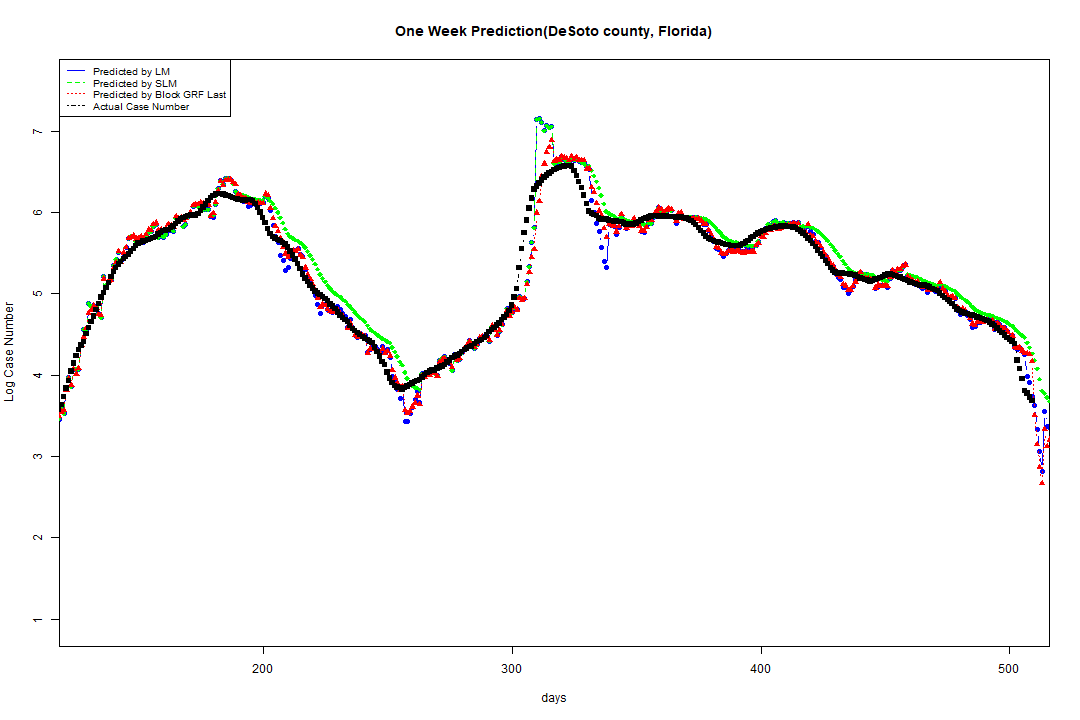 One Week Prediction(DeSoto county, Florida)
Predicted by LM
Predicted by SLM
Predicted by Block GRF Last
Actual Case Number
7
6
5
4
3
2
1
Log Case Number
200 300 400 500
days